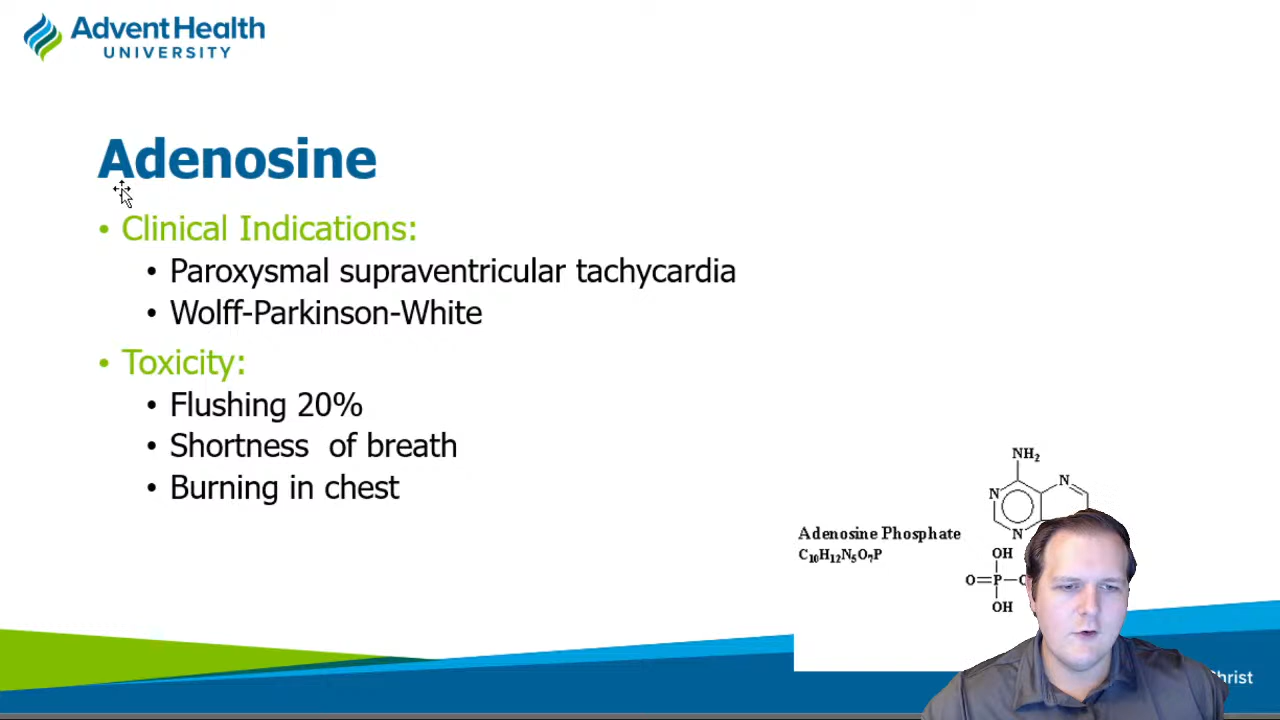 AdventHealth
UNIVERSITY
Adenosine
• Clinical Indications:
• Paroxysmal supraventricular tachycardia
• Wolff-Parkinson-White
• Toxicity:
• Flushing 20%
• Shortness of breath
• Burning in chest
NH₂
N
N
N
Adenosine Phosphate
C₁₀H₁₂N₅O₇P
OH
O=P—
OH
Christ